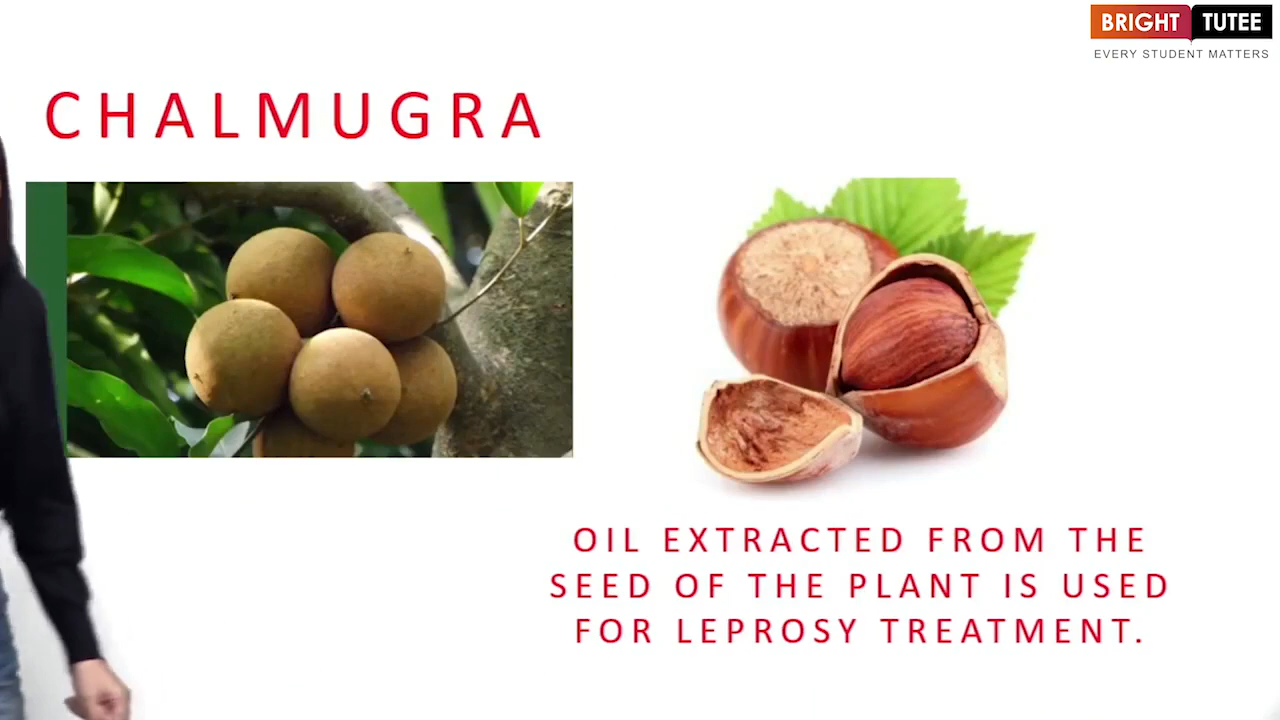 BRIGHT TUTEE
EVERY STUDENT MATTERS
CHALMUGRA
OIL EXTRACTED FROM THE
SEED OF THE PLANT IS USED
FOR LEPROSY TREATMENT.